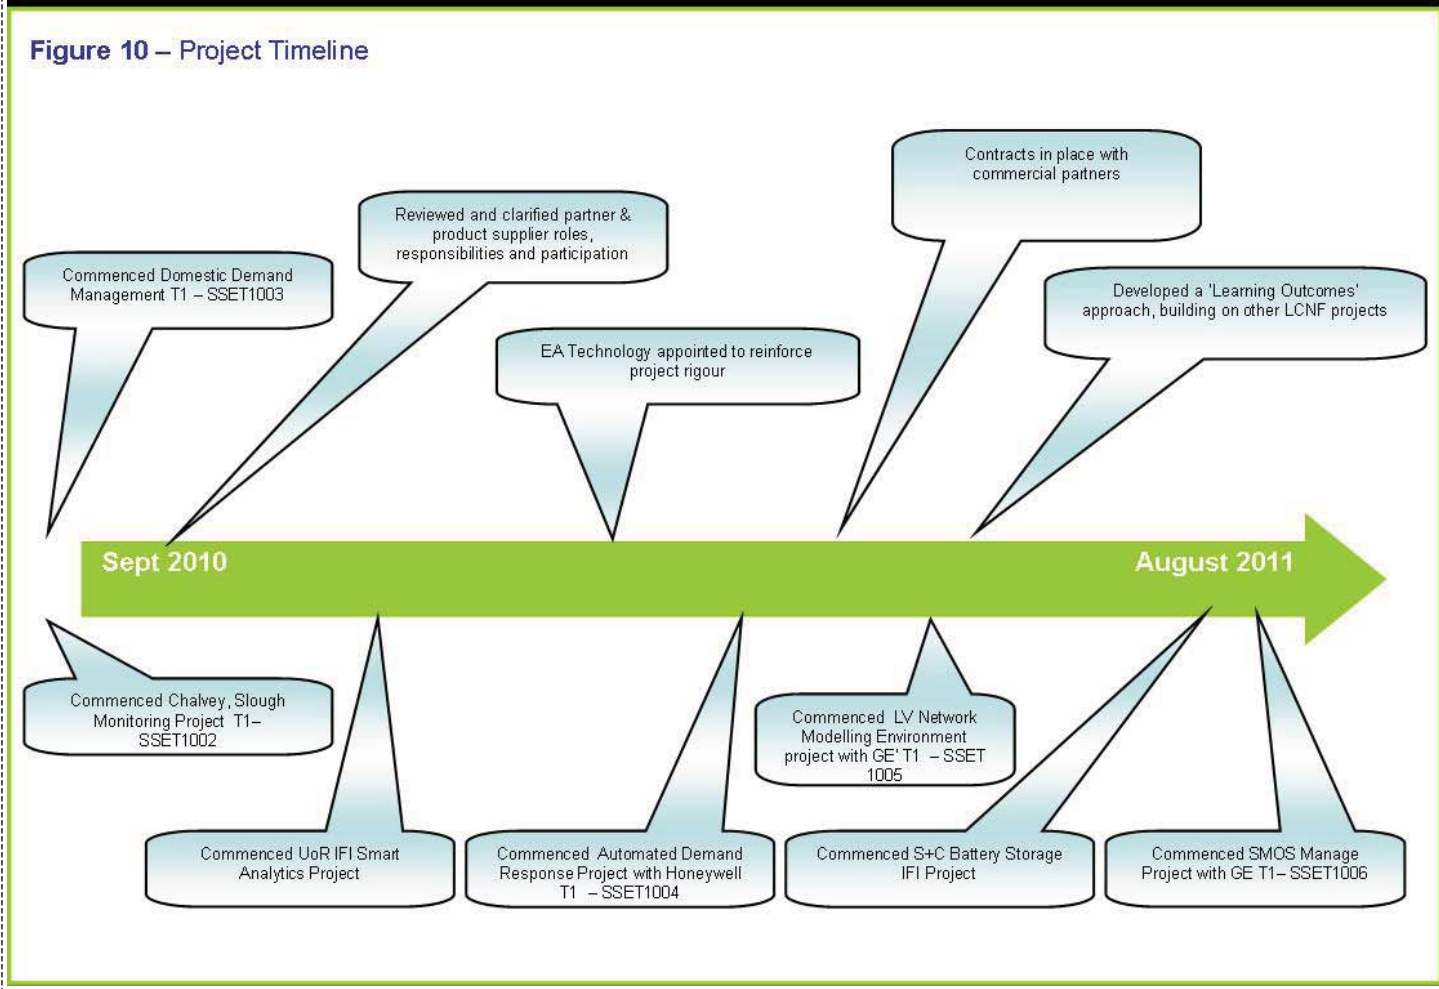 Figure 10 – Project Timeline
Contracts in place with
commercial partners
Reviewed and clarified partner &
product supplier roles,
responsibilities and participation
Commenced Domestic Demand
Management T1 – SSET1003
Developed a 'Learning Outcomes'
approach, building on other LCNF projects
EA Technology appointed to reinforce
project rigour
Sept 2010
August 2011
Commenced Chalvey, Slough
Monitoring Project T1–
SSET1002
Commenced LV Network
Modelling Environment
project with GE' T1 – SSET
1005
Commenced UoR IFI Smart
Analytics Project
Commenced Automated Demand
Response Project with Honeywell
T1 – SSET1004
Commenced S+C Battery Storage
IFI Project
Commenced SMOS Manage
Project with GE T1– SSET1006